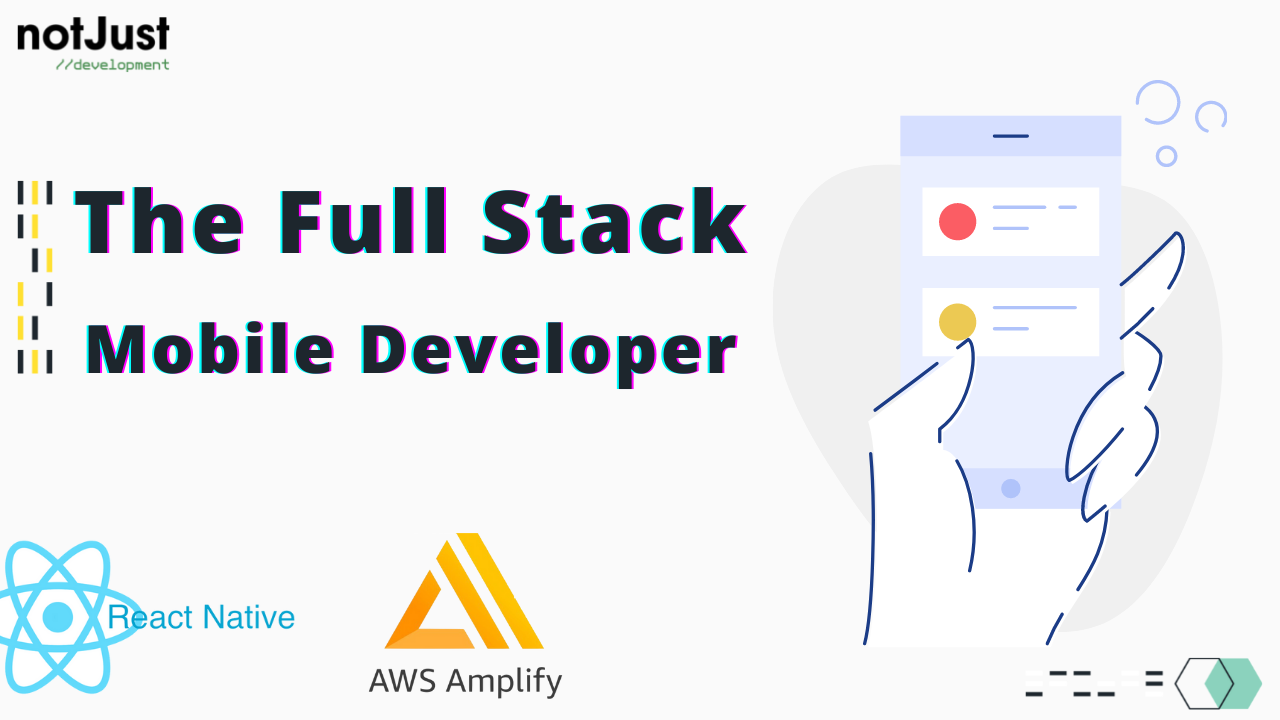 notJust
//development
The Full Stack
Mobile Developer
React Native
AWS Amplify